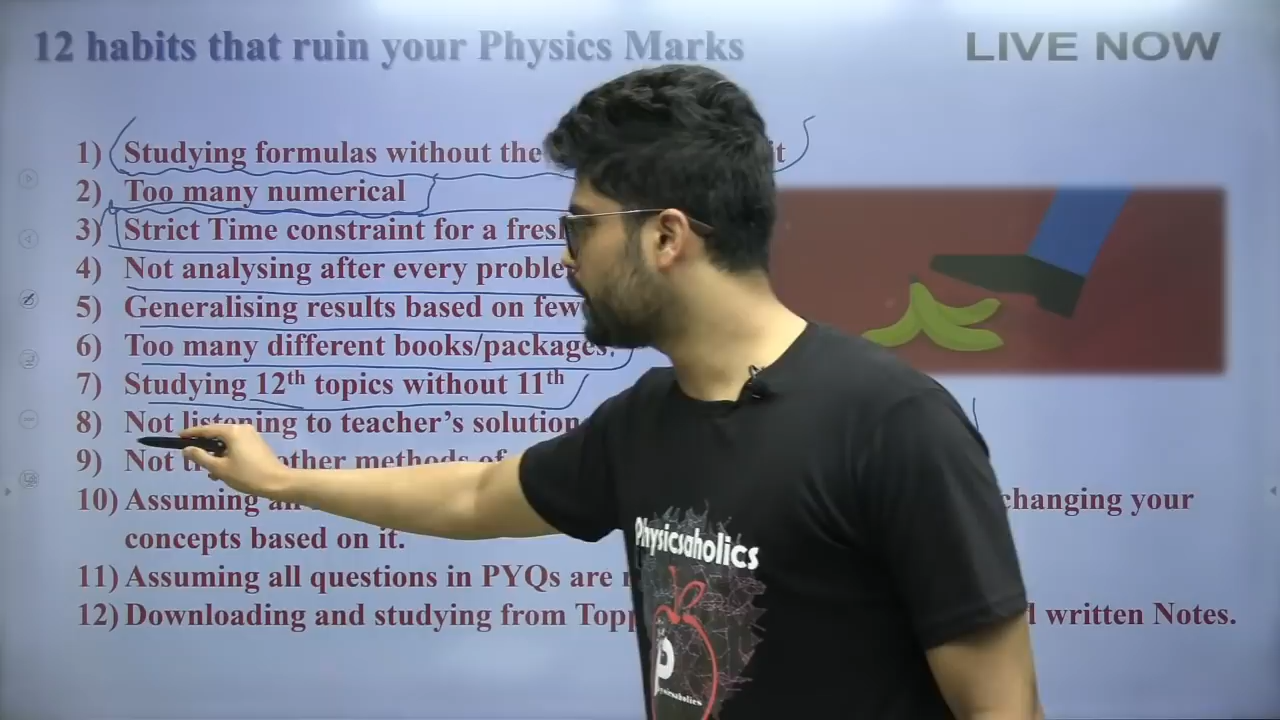 12 habits that ruin your Physics Marks
LIVE NOW
1) Studying formulas without the it
2) Too many numerical
3) Strict Time constraint for a fresh
4) Not analysing after every problem
5) Generalising results based on few
6) Too many different books/packages.
7) Studying 12th topics without 11th
8) Not listening to teacher's solution
9) Not other methods of
10) Assuming changing your
concepts based on it.
11) Assuming all questions in PYQs are
12) Downloading and studying from written Notes.
Physicsaholics
P
Physicsaholics